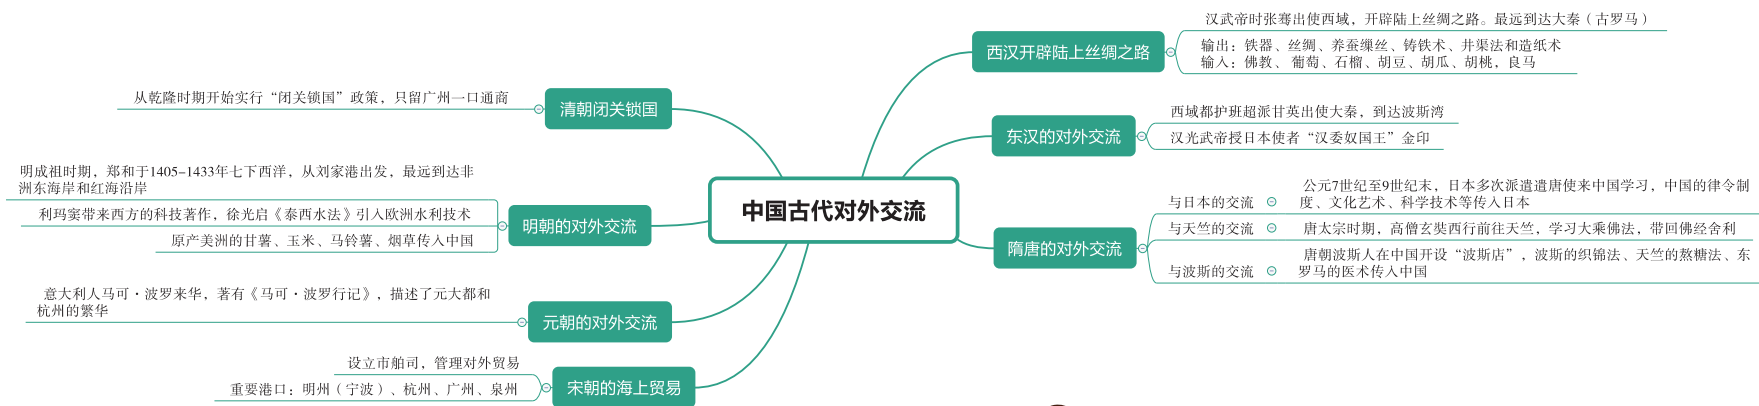 中国古代对外交流
西汉开辟陆上丝绸之路
汉武帝时张骞出使西域，开辟陆上丝绸之路。最远到达大秦（古罗马）
输出：铁器、丝绸、养蚕缫丝、铸铁术、井渠法和造纸术
输入：佛教、 葡萄、石榴、胡豆、胡瓜、胡桃，良马
东汉的对外交流
西域都护班超派甘英出使大秦，到达波斯湾
汉光武帝授日本使者“汉委奴国王”金印
隋唐的对外交流
与日本的交流
公元7世纪至9世纪末，日本多次派遣遣唐使来中国学习，中国的律令制
度、文化艺术、科学技术等传入日本
与天竺的交流
唐太宗时期，高僧玄奘西行前往天竺，学习大乘佛法，带回佛经舍利
与波斯的交流
唐朝波斯人在中国开设“波斯店”，波斯的织锦法、天竺的熬糖法、东
罗马的医术传入中国
宋朝的海上贸易
设立市舶司，管理对外贸易
重要港口：明州（宁波）、杭州、广州、泉州
元朝的对外交流
意大利人马可·波罗来华，著有《马可·波罗行记》，描述了元大都和
杭州的繁华
明朝的对外交流
明成祖时期，郑和于1405–1433年七下西洋，从刘家港出发，最远到达非
洲东海岸和红海沿岸
利玛窦带来西方的科技著作，徐光启《泰西水法》引入欧洲水利技术
原产美洲的甘薯、玉米、马铃薯、烟草传入中国
清朝闭关锁国
从乾隆时期开始实行“闭关锁国”政策，只留广州一口通商